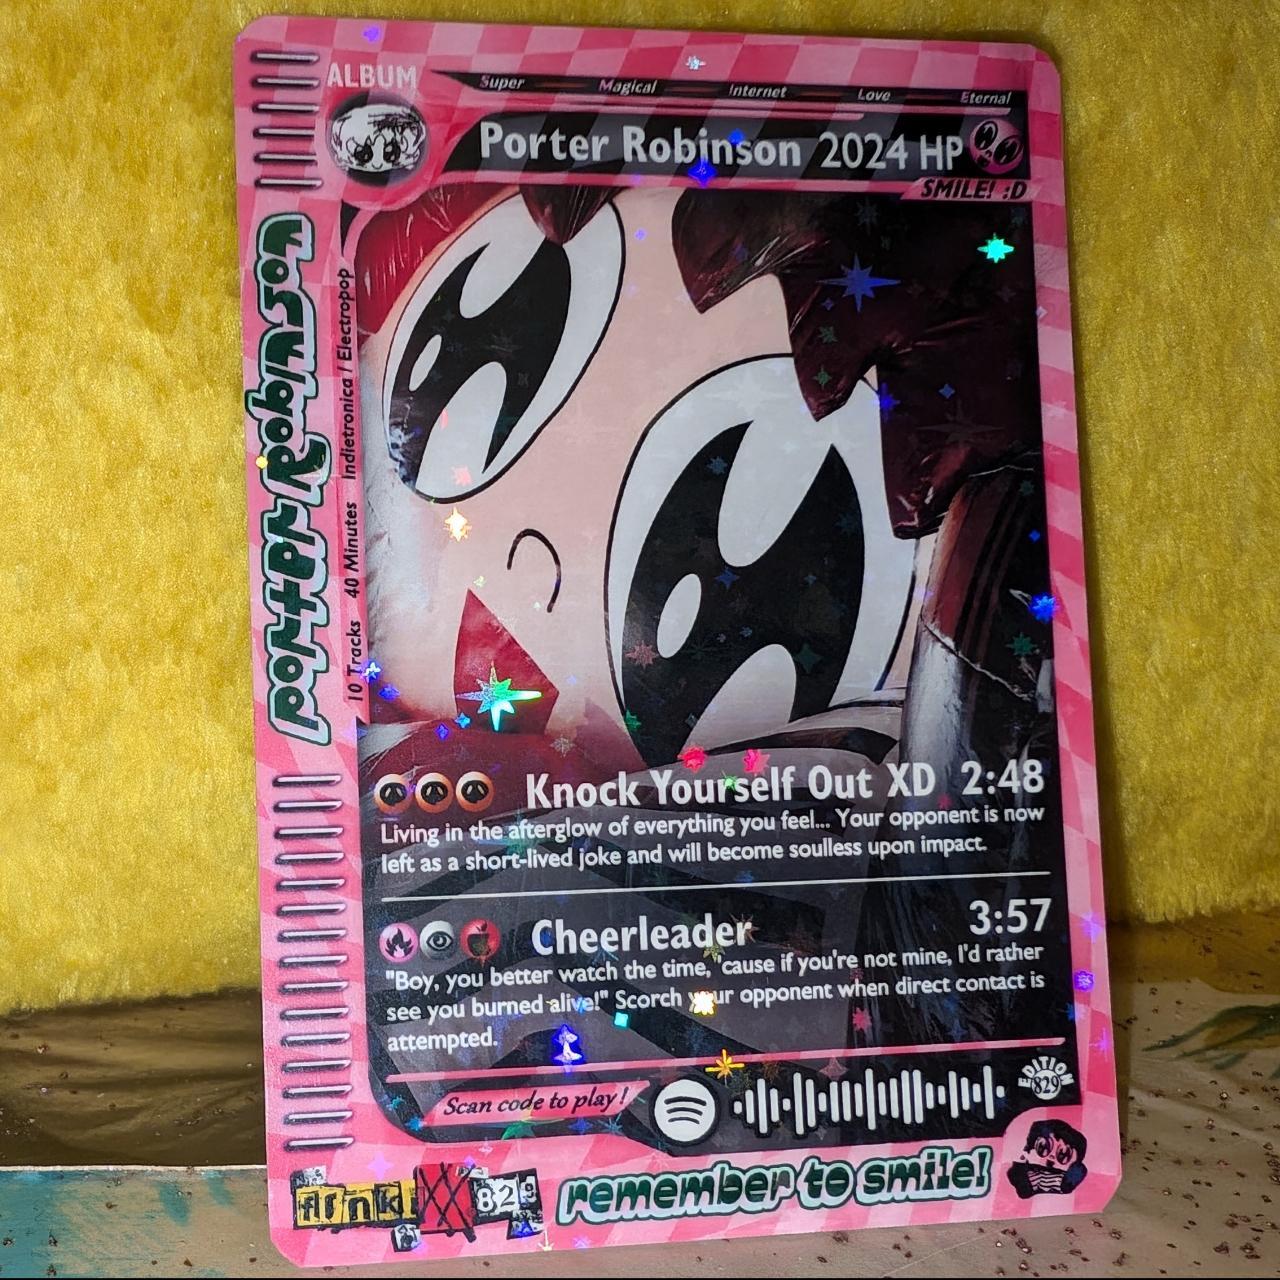 ALBUM
Super Magical Internet Love Eternal
Porter Robinson 2024 HP
SMILE! :D
10 Tracks 40 Minutes Indietronica / Electropop
Knock Yourself Out XD 2:48
Living in the afterglow of everything you feel... Your opponent is now
left as a short-lived joke and will become soulless upon impact.
Cheerleader 3:57
"Boy, you better watch the time, 'cause if you're not mine, I'd rather
see you burned alive!" Scorch your opponent when direct contact is
attempted.
Scan code to play!
EDITION
829
829
remember to smile!